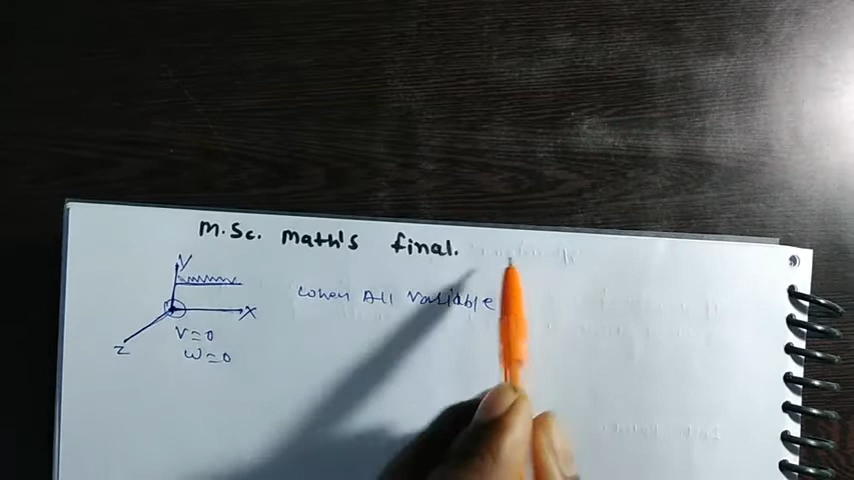 M.Sc. Math's final.
Y
When All Variable
X
V=0
Z
W=0